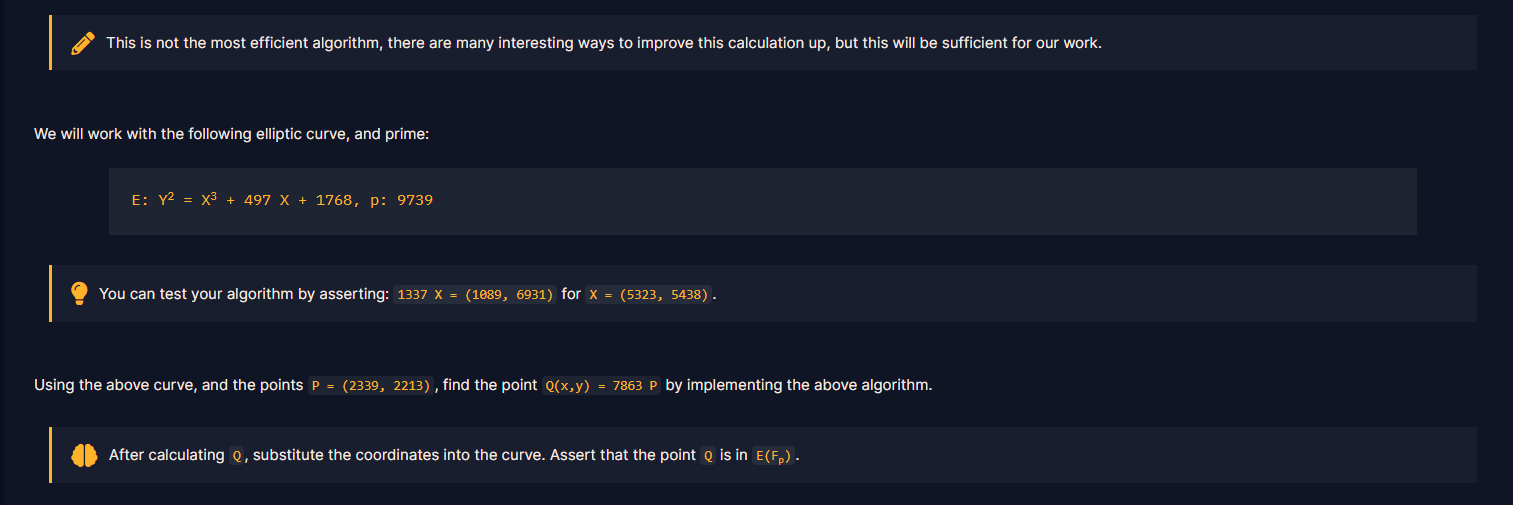 This is not the most efficient algorithm, there are many interesting ways to improve this calculation up, but this will be sufficient for our work.
We will work with the following elliptic curve, and prime:
E: Y² = X³ + 497 X + 1768, p: 9739
You can test your algorithm by asserting: 1337 X = (1089, 6931) for X = (5323, 5438).
Using the above curve, and the points P = (2339, 2213), find the point Q(x,y) = 7863 P by implementing the above algorithm.
After calculating Q, substitute the coordinates into the curve. Assert that the point Q is in E(Fₚ).